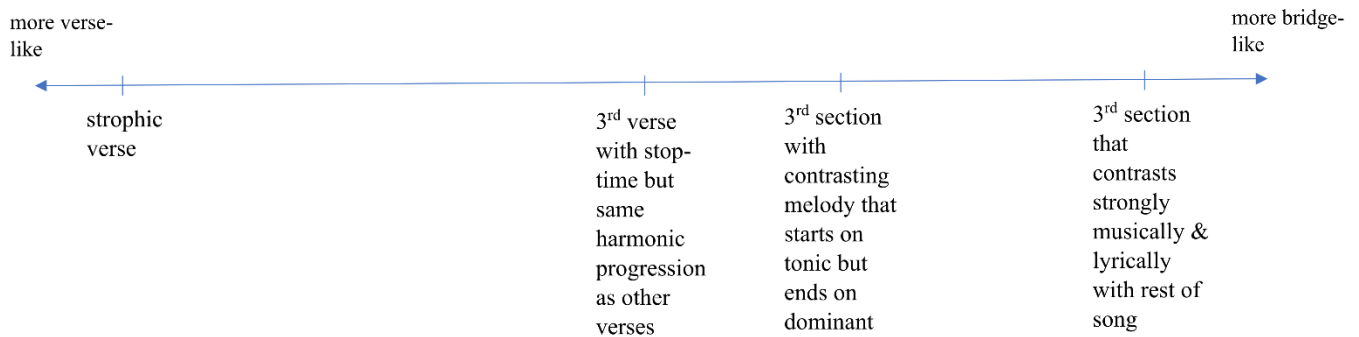 more verse-
like
more bridge-
like
strophic
verse
3rd verse
with stop-
time but
same
harmonic
progression
as other
verses
3rd section
with
contrasting
melody that
starts on
tonic but
ends on
dominant
3rd section
that
contrasts
strongly
musically &
lyrically
with rest of
song